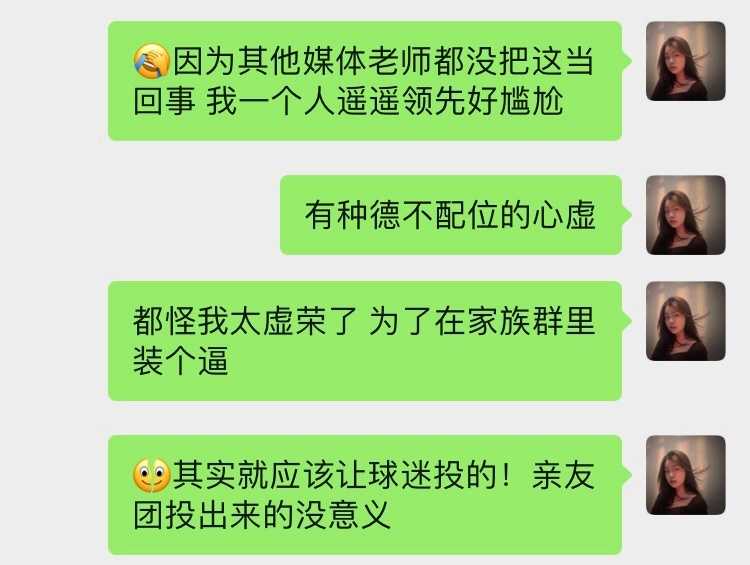 🤣因为其他媒体老师都没把这当
回事 我一个人遥遥领先好尴尬
有种德不配位的心虚
都怪我太虚荣了 为了在家族群里
装个逼
🥹其实就应该让球迷投的！亲友
团投出来的没意义